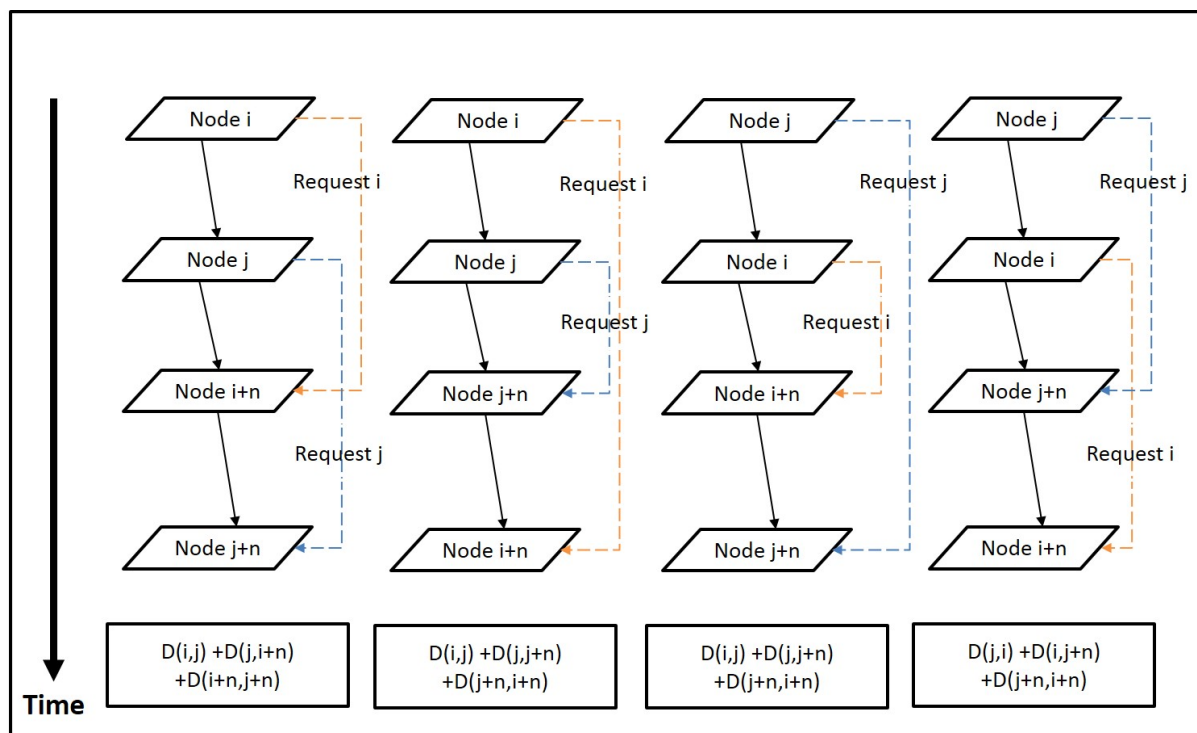 Node i
Node i
Node j
Node j
Request i
Request i
Request j
Request j
Node j
Node j
Node i
Node i
Request j
Request i
Node i+n
Node j+n
Node i+n
Node j+n
Request j
Request i
Node j+n
Node i+n
Node j+n
Node i+n
D(i,j) +D(j,i+n)
+D(i+n,j+n)
D(i,j) +D(j,j+n)
+D(j+n,i+n)
D(i,j) +D(j,j+n)
+D(j+n,i+n)
D(j,i) +D(i,j+n)
+D(j+n,i+n)
Time